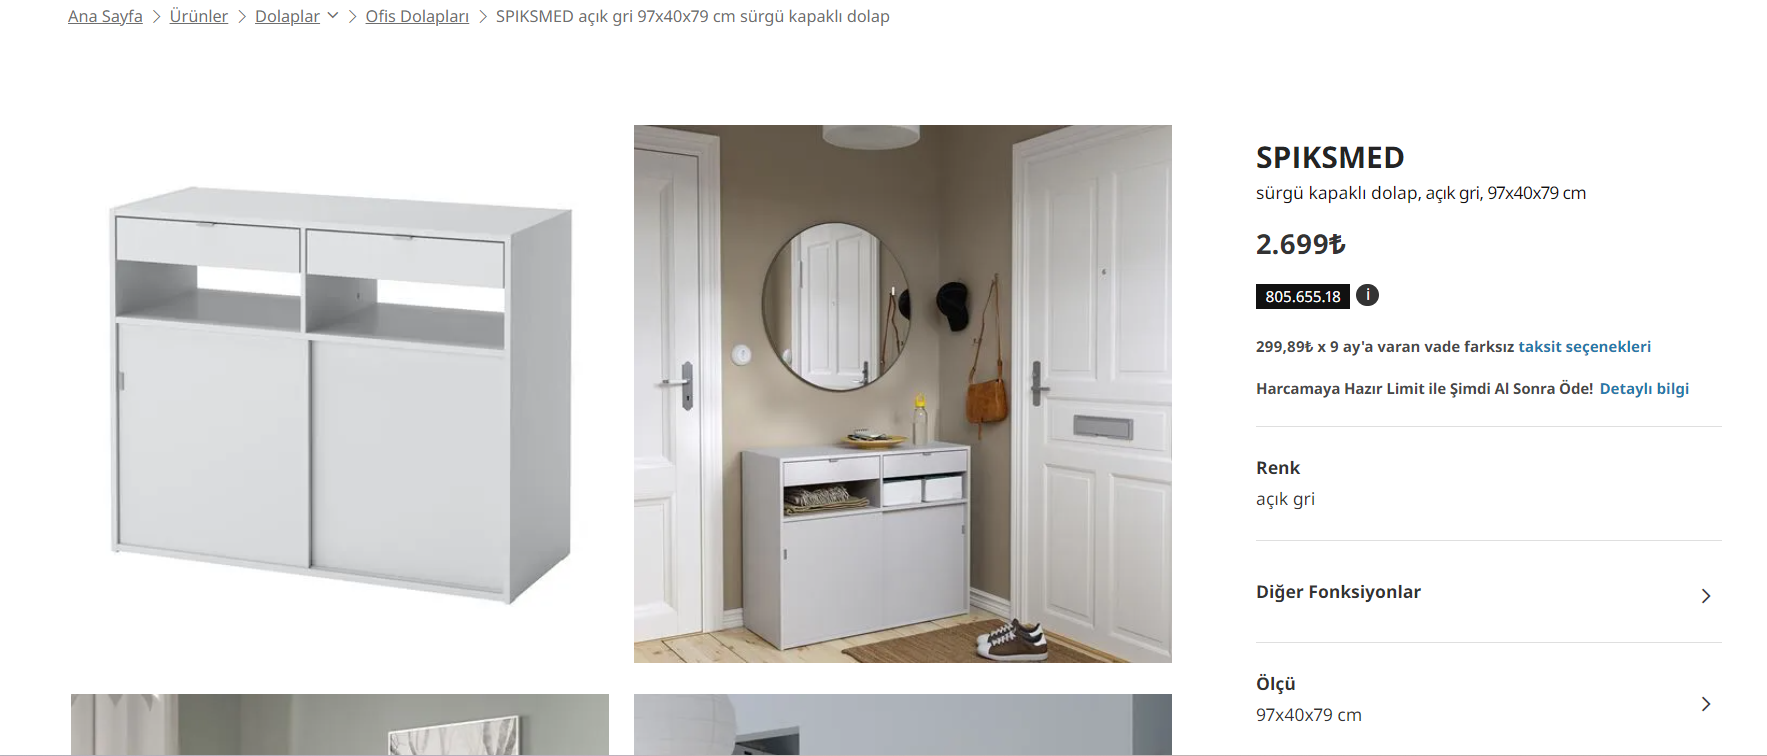 Ana Sayfa > Ürünler > Dolaplar > Ofis Dolapları > SPIKSMED açık gri 97x40x79 cm sürgü kapaklı dolap
SPIKSMED
sürgü kapaklı dolap, açık gri, 97x40x79 cm
2.699₺
805.655.18 i
299,89₺ x 9 ay'a varan vade farksız taksit seçenekleri
Harcamaya Hazır Limit ile Şimdi Al Sonra Öde! Detaylı bilgi
Renk
açık gri
Diğer Fonksiyonlar
Ölçü
97x40x79 cm